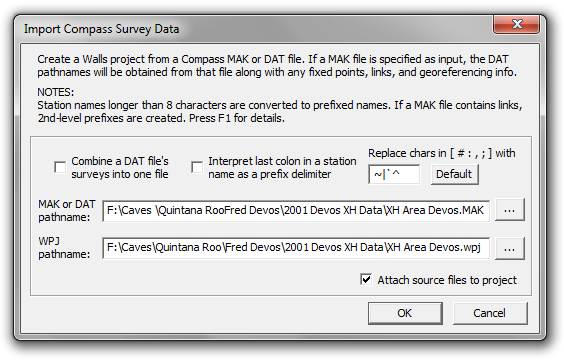 Import Compass Survey Data
Create a Walls project from a Compass MAK or DAT file. If a MAK file is specified as input, the DAT
pathnames will be obtained from that file along with any fixed points, links, and georeferencing info.
NOTES:
Station names longer than 8 characters are converted to prefixed names. If a MAK file contains links,
2nd-level prefixes are created. Press F1 for details.
Combine a DAT file's
surveys into one file
Interpret last colon in a station
name as a prefix delimiter
Replace chars in [ # : , ; ] with
~|`^
Default
MAK or DAT
pathname:
F:\Caves \Quintana RooFred Devos\2001 Devos XH Data\XH Area Devos.MAK
...
WPJ
pathname:
F:\Caves\Quintana Roo\Fred Devos\2001 Devos XH Data\XH Area Devos.wpj
...
Attach source files to project
OK
Cancel